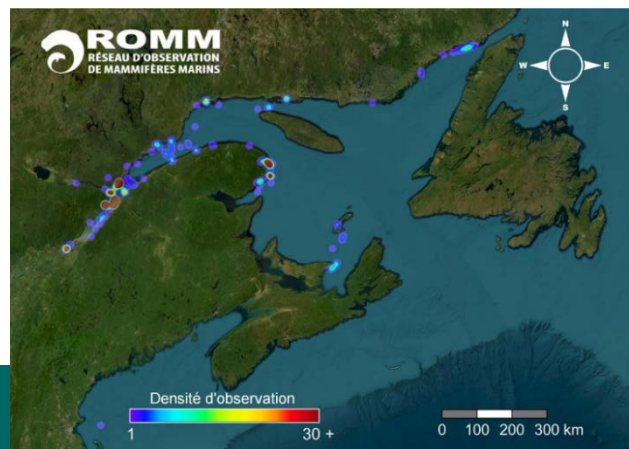 ROMM
RÉSEAU D'OBSERVATION
DE MAMMIFÈRES MARINS
N
W E
S
Densité d'observation
1 30 +
0 100 200 300 km